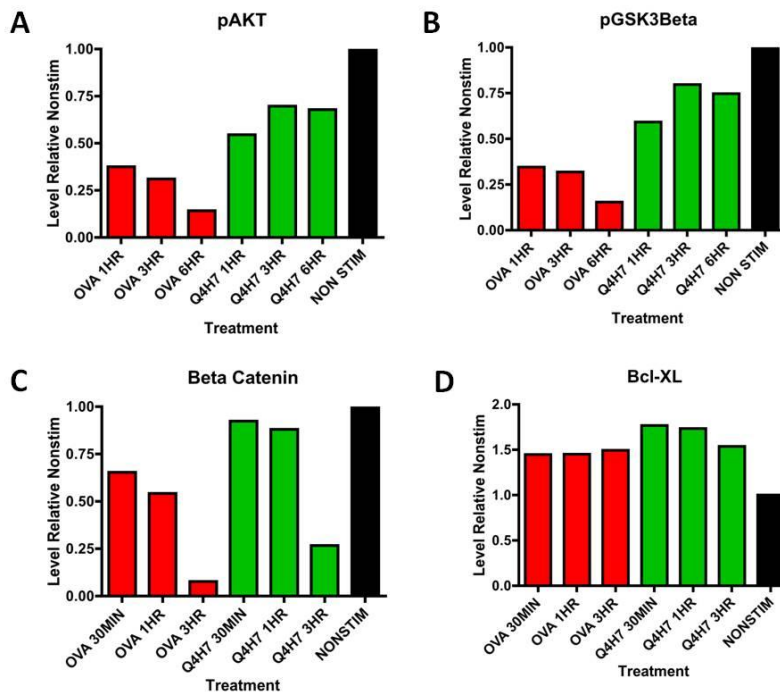 A
pAKT
Level Relative Nonstim
1.00
0.75
0.50
0.25
0.00
OVA 1HR
OVA 3HR
OVA 6HR
Q4H7 1HR
Q4H7 3HR
Q4H7 6HR
NON STIM
Treatment
B
pGSK3Beta
Level Relative Nonstim
1.00
0.75
0.50
0.25
0.00
OVA 1HR
OVA 3HR
OVA 6HR
Q4H7 1HR
Q4H7 3HR
Q4H7 6HR
NON STIM
Treatment
C
Beta Catenin
Level Relative Nonstim
1.00
0.75
0.50
0.25
0.00
OVA 30MIN
OVA 1HR
OVA 3HR
Q4H7 30MIN
Q4H7 1HR
Q4H7 3HR
NONSTIM
Treatment
D
Bcl-XL
Level Relative Nonstim
2.0
1.5
1.0
0.5
0.0
OVA 30MIN
OVA 1HR
OVA 3HR
Q4H7 30MIN
Q4H7 1HR
Q4H7 3HR
NONSTIM
Treatment